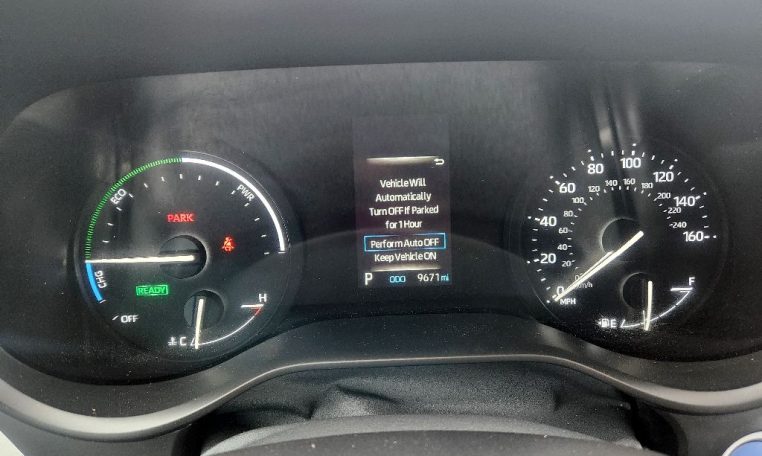 ECO
PWR
PARK
CHG
READY
OFF
H
C
Vehicle Will
Automatically
Turn OFF If Parked
for 1 Hour
Perform Auto OFF
Keep Vehicle ON
P ODO 9671 mi
0
20
40
60
80
100
120
140
160
20
40
60
80
100
120
140
160
180
200
220
240
km/h
MPH
F
E